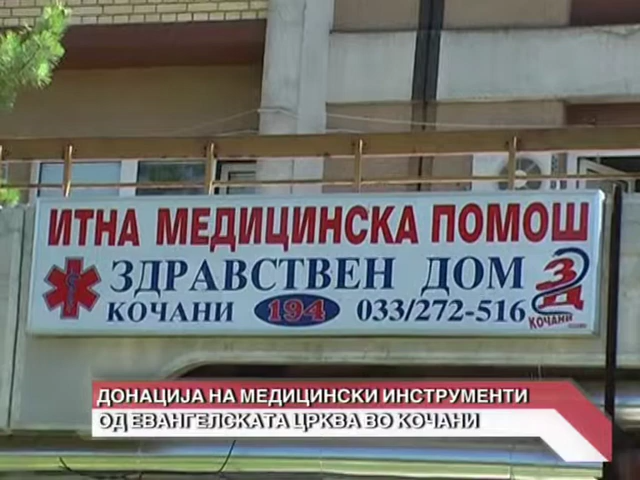 ИТНА МЕДИЦИНСКА ПОМОШ
ЗДРАВСТВЕН ДОМ
ЗД
КОЧАНИ 194 033/272-516
КОЧАНИ
ДОНАЦИЈА НА МЕДИЦИНСКИ ИНСТРУМЕНТИ
ОД ЕВАНГЕЛСКАТА ЦРКВА ВО КОЧАНИ